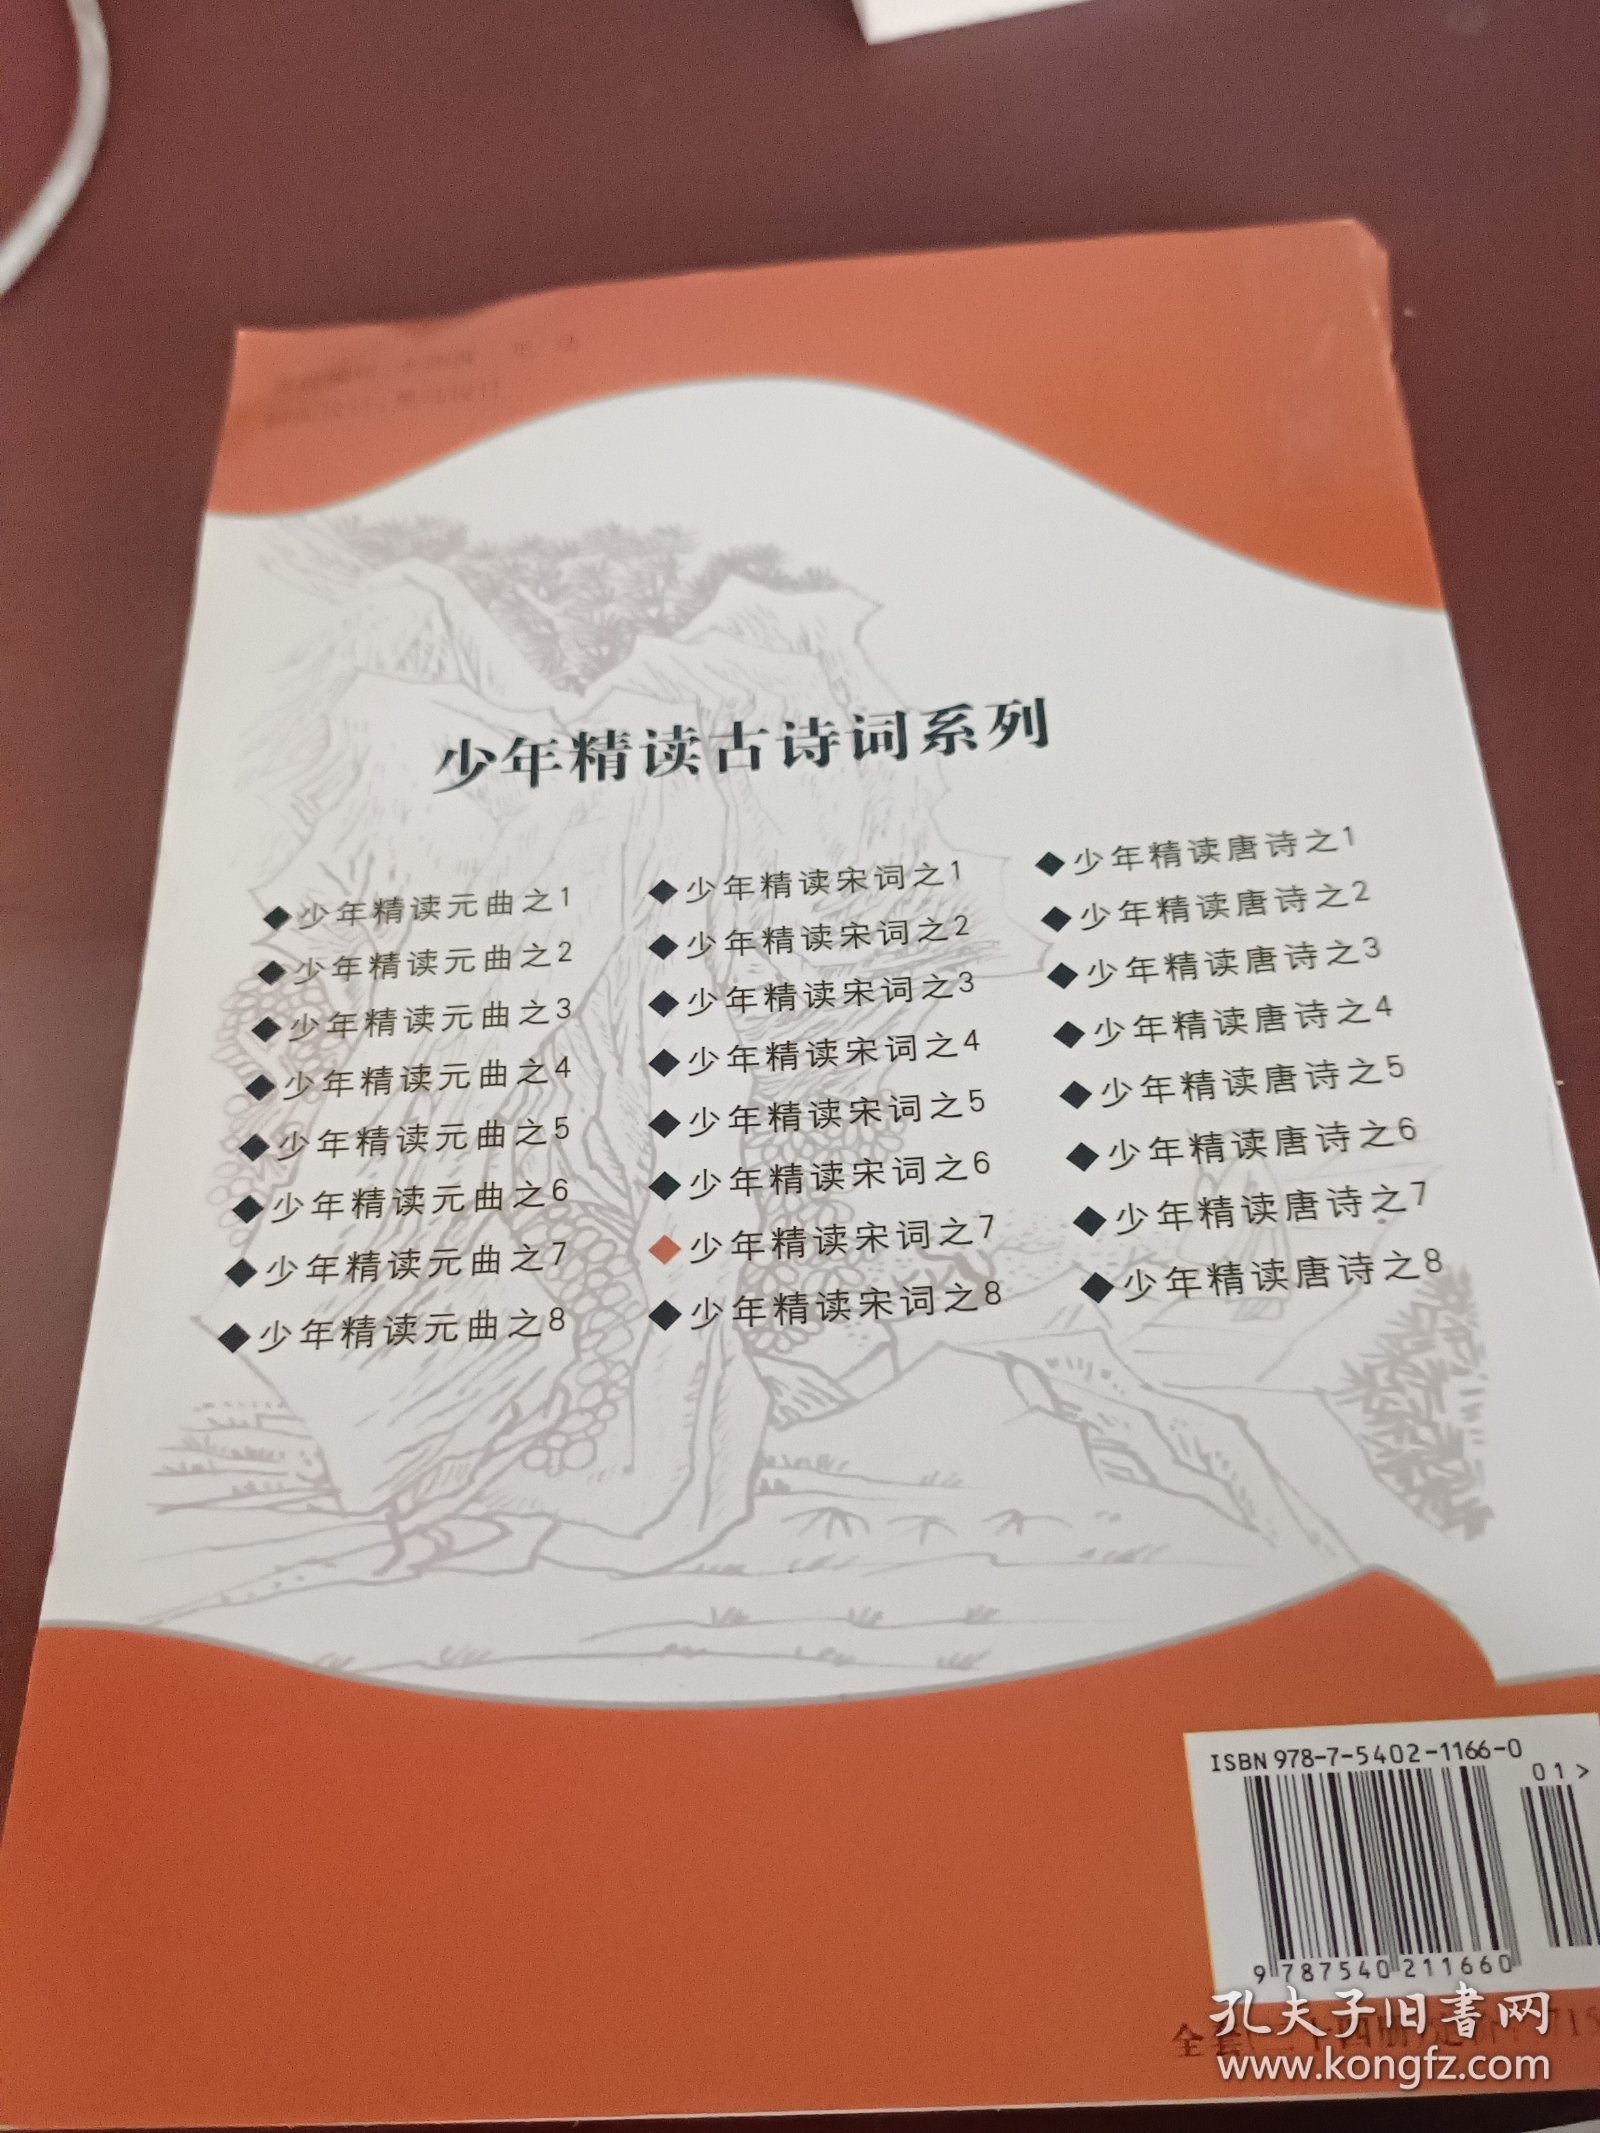 少年精读古诗词系列
◆少年精读元曲之1
◆少年精读元曲之2
◆少年精读元曲之3
◆少年精读元曲之4
◆少年精读元曲之5
◆少年精读元曲之6
◆少年精读元曲之7
◆少年精读元曲之8
◆少年精读宋词之1
◆少年精读宋词之2
◆少年精读宋词之3
◆少年精读宋词之4
◆少年精读宋词之5
◆少年精读宋词之6
◆少年精读宋词之7
◆少年精读宋词之8
◆少年精读唐诗之1
◆少年精读唐诗之2
◆少年精读唐诗之3
◆少年精读唐诗之4
◆少年精读唐诗之5
◆少年精读唐诗之6
◆少年精读唐诗之7
◆少年精读唐诗之8
ISBN 978-7-5402-1166-0
01>
9 787540 211660
孔夫子旧书网
www.kongfz.com